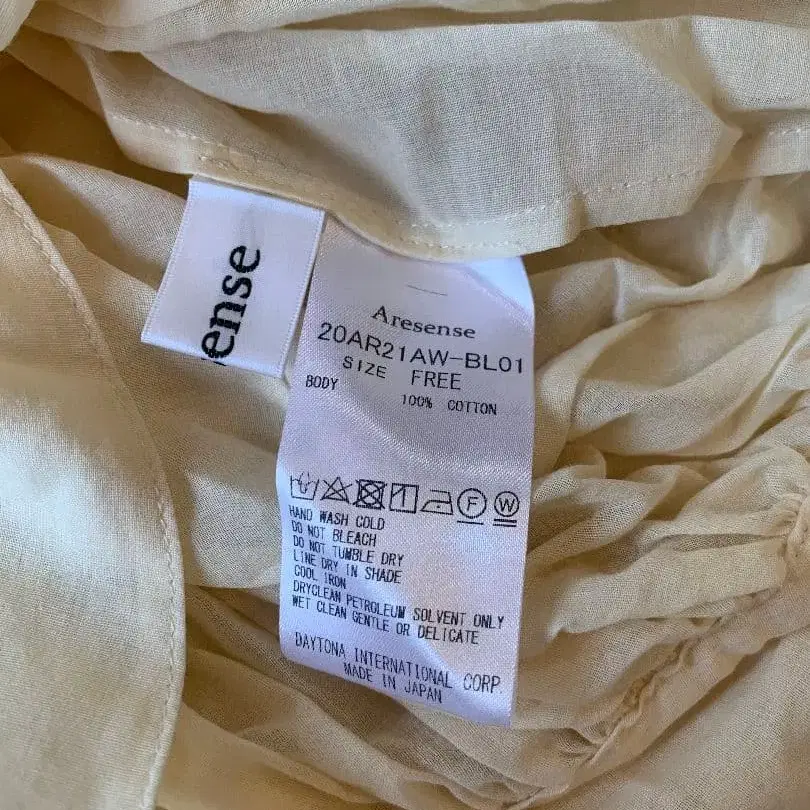 ense
Aresense
20AR21AW-BL01
SIZE FREE
BODY
100% COTTON
F W
HAND WASH COLD
DO NOT BLEACH
DO NOT TUMBLE DRY
LINE DRY IN SHADE
COOL IRON
DRYCLEAN PETROLEUM SOLVENT ONLY
WET CLEAN GENTLE OR DELICATE
DAYTONA INTERNATIONAL CORP.
MADE IN JAPAN